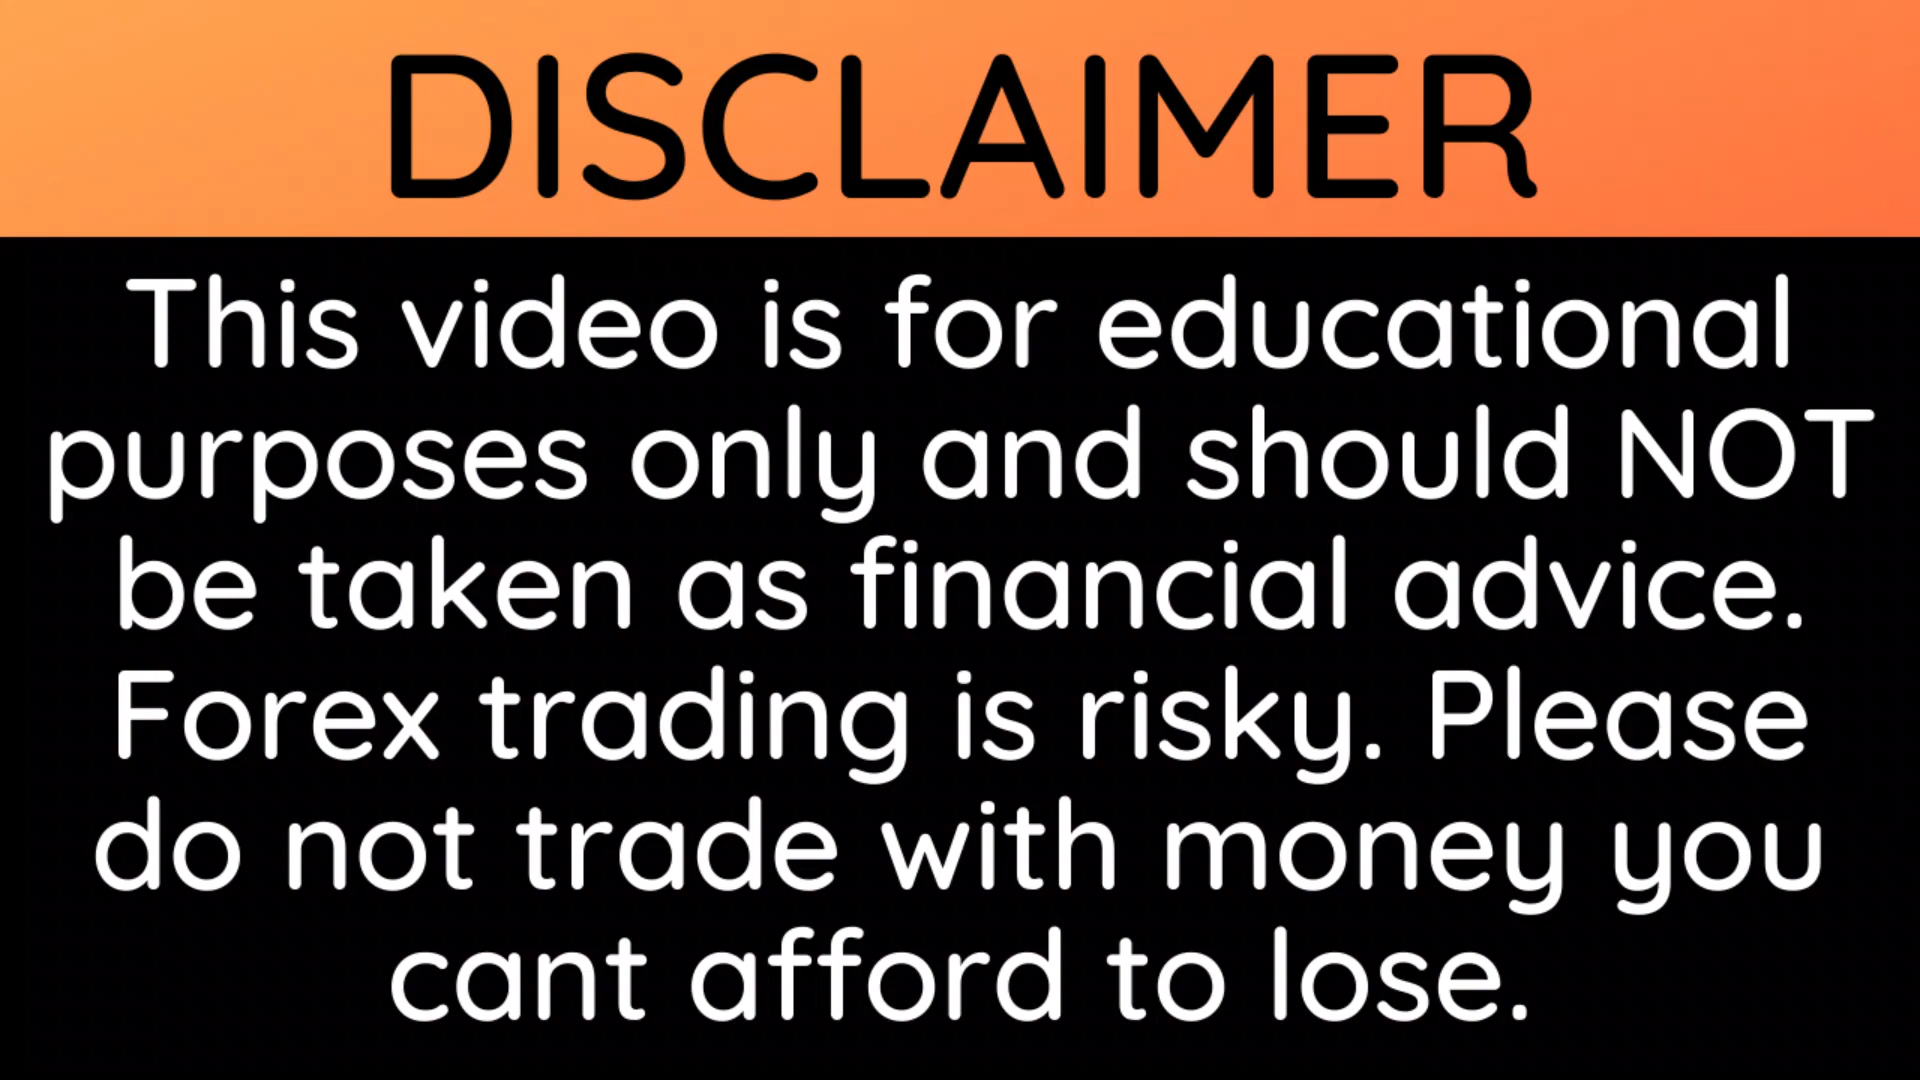 DISCLAIMER
This video is for educational
purposes only and should NOT
be taken as financial advice.
Forex trading is risky. Please
do not trade with money you
cant afford to lose.